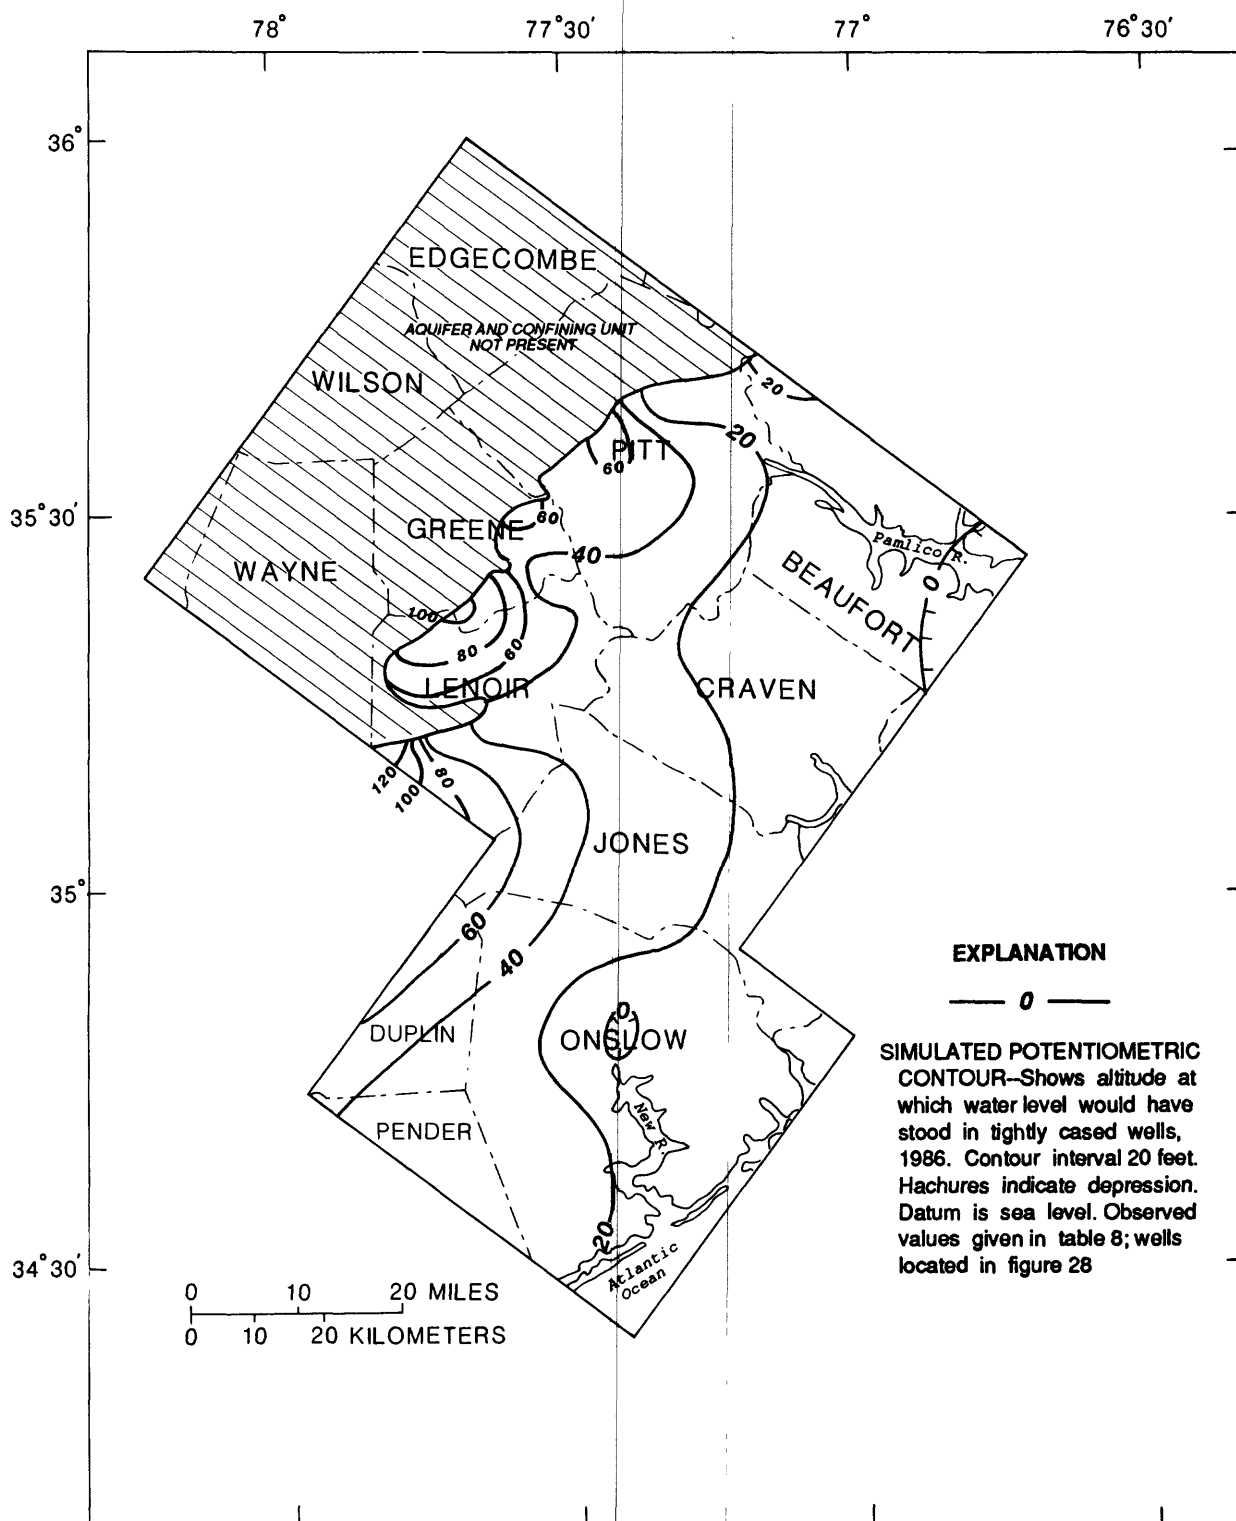 78°
77°30′
77°
76°30′
36°
EDGECOMBE
AQUIFER AND CONFINING UNIT
NOT PRESENT
WILSON
20
20
PITT
60
35°30′
60
GREENE
Pamlico R.
40
WAYNE
BEAUFORT
0
100
80
60
LENOIR
CRAVEN
120
100
80
JONES
35°
60
40
EXPLANATION
0
0
DUPLIN
ONSLOW
SIMULATED POTENTIOMETRIC
CONTOUR--Shows altitude at
which water level would have
stood in tightly cased wells,
1986. Contour interval 20 feet.
Hachures indicate depression.
Datum is sea level. Observed
values given in table 8; wells
located in figure 28
New R.
PENDER
20
34°30′
Atlantic
Ocean
0 10 20 MILES
0 10 20 KILOMETERS